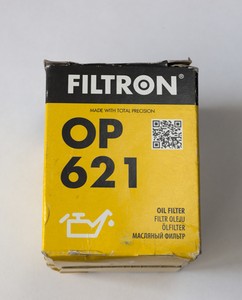 FILTRON®
MADE WITH TOTAL PRECISION
OP
621
OIL FILTER
FILTR OLEJU
ÖLFILTER
МАСЛЯНЫЙ ФИЛЬТР